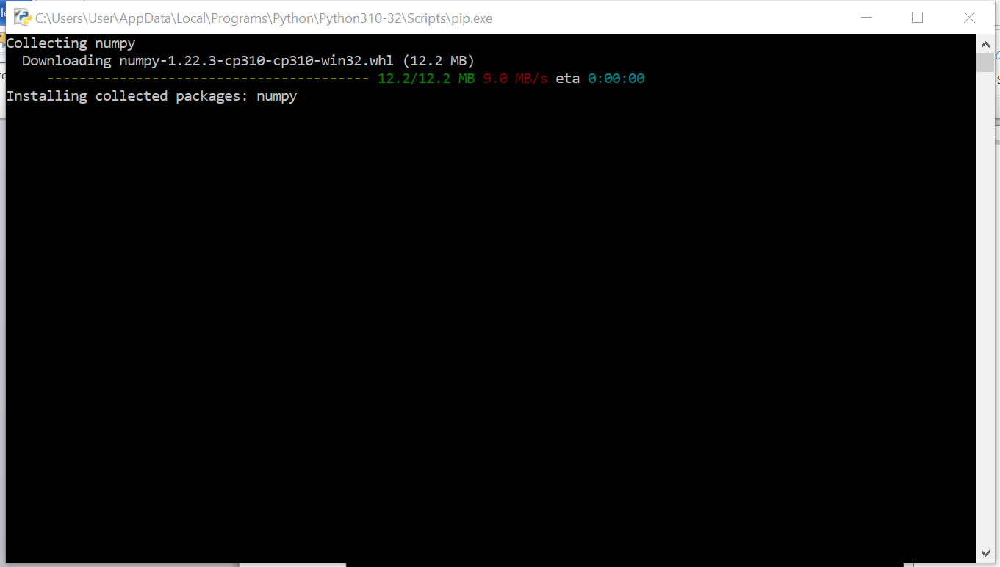 C:\Users\User\AppData\Local\Programs\Python\Python310-32\Scripts\pip.exe
Collecting numpy
  Downloading numpy-1.22.3-cp310-cp310-win32.whl (12.2 MB)
     ---------------------------------------- 12.2/12.2 MB 9.0 MB/s eta 0:00:00
Installing collected packages: numpy